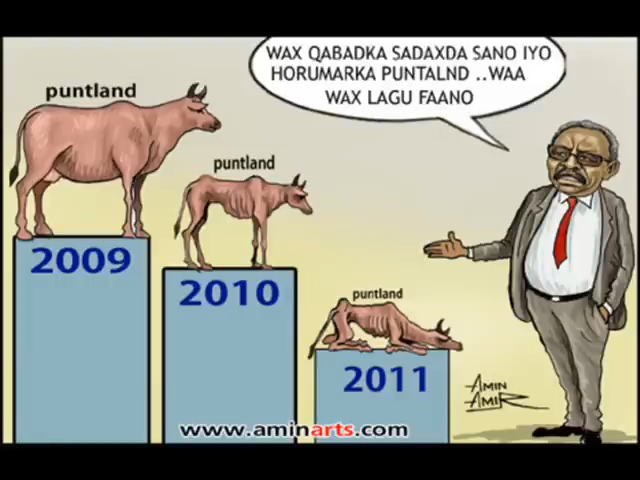 WAX QABADKA SADAXDA SANO IYO
HORUMARKA PUNTALND ..WAA
WAX LAGU FAANO
puntland
2009
puntland
2010
puntland
2011
AMIN
AMIR
www.aminarts.com